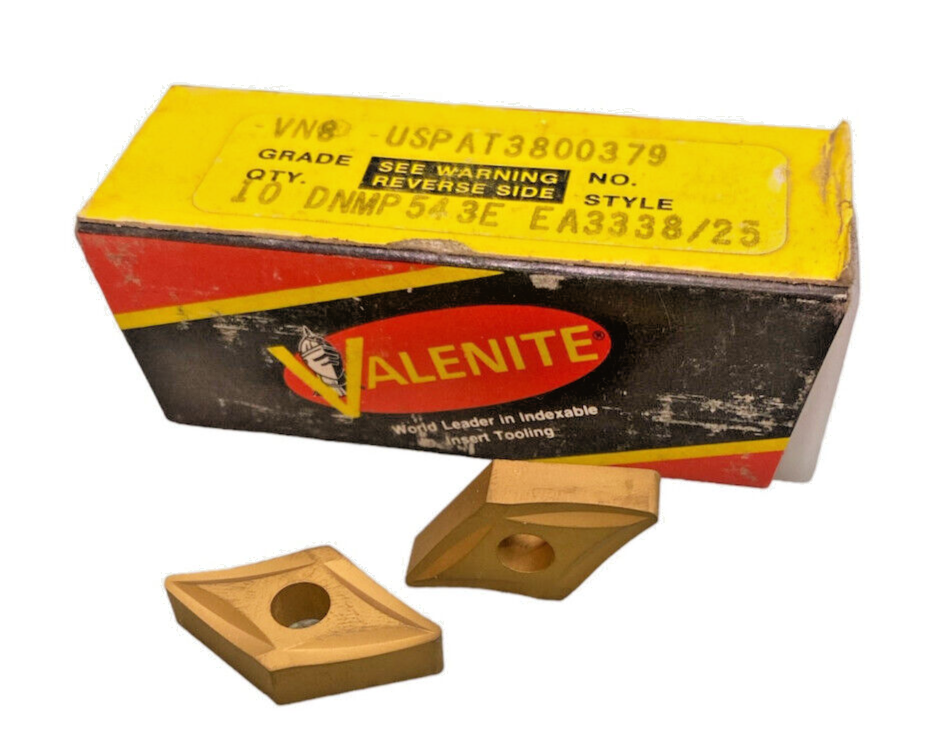 VN8 USPAT3800379
GRADE SEE WARNING NO.
QTY. REVERSE SIDE STYLE
10 DNMP543E EA3338/25
VALENITE®
World Leader in Indexable
Insert Tooling